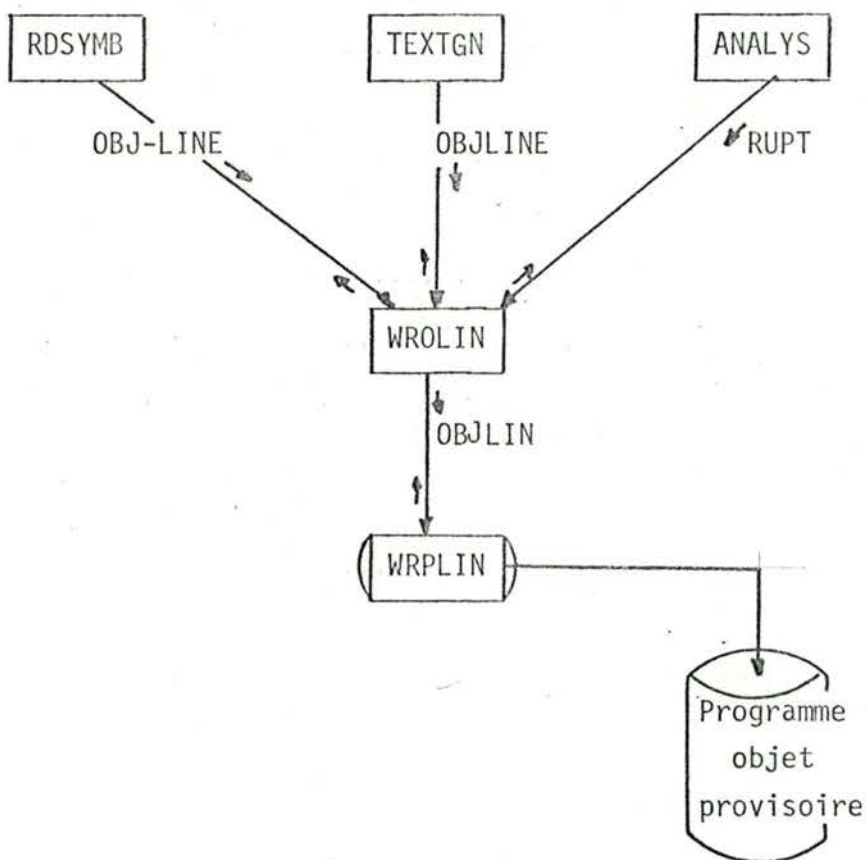 RDSYMB
TEXTGN
ANALYS
OBJ-LINE
OBJLINE
RUPT
WROLIN
OBJLIN
WRPLIN
Programme
objet
provisoire